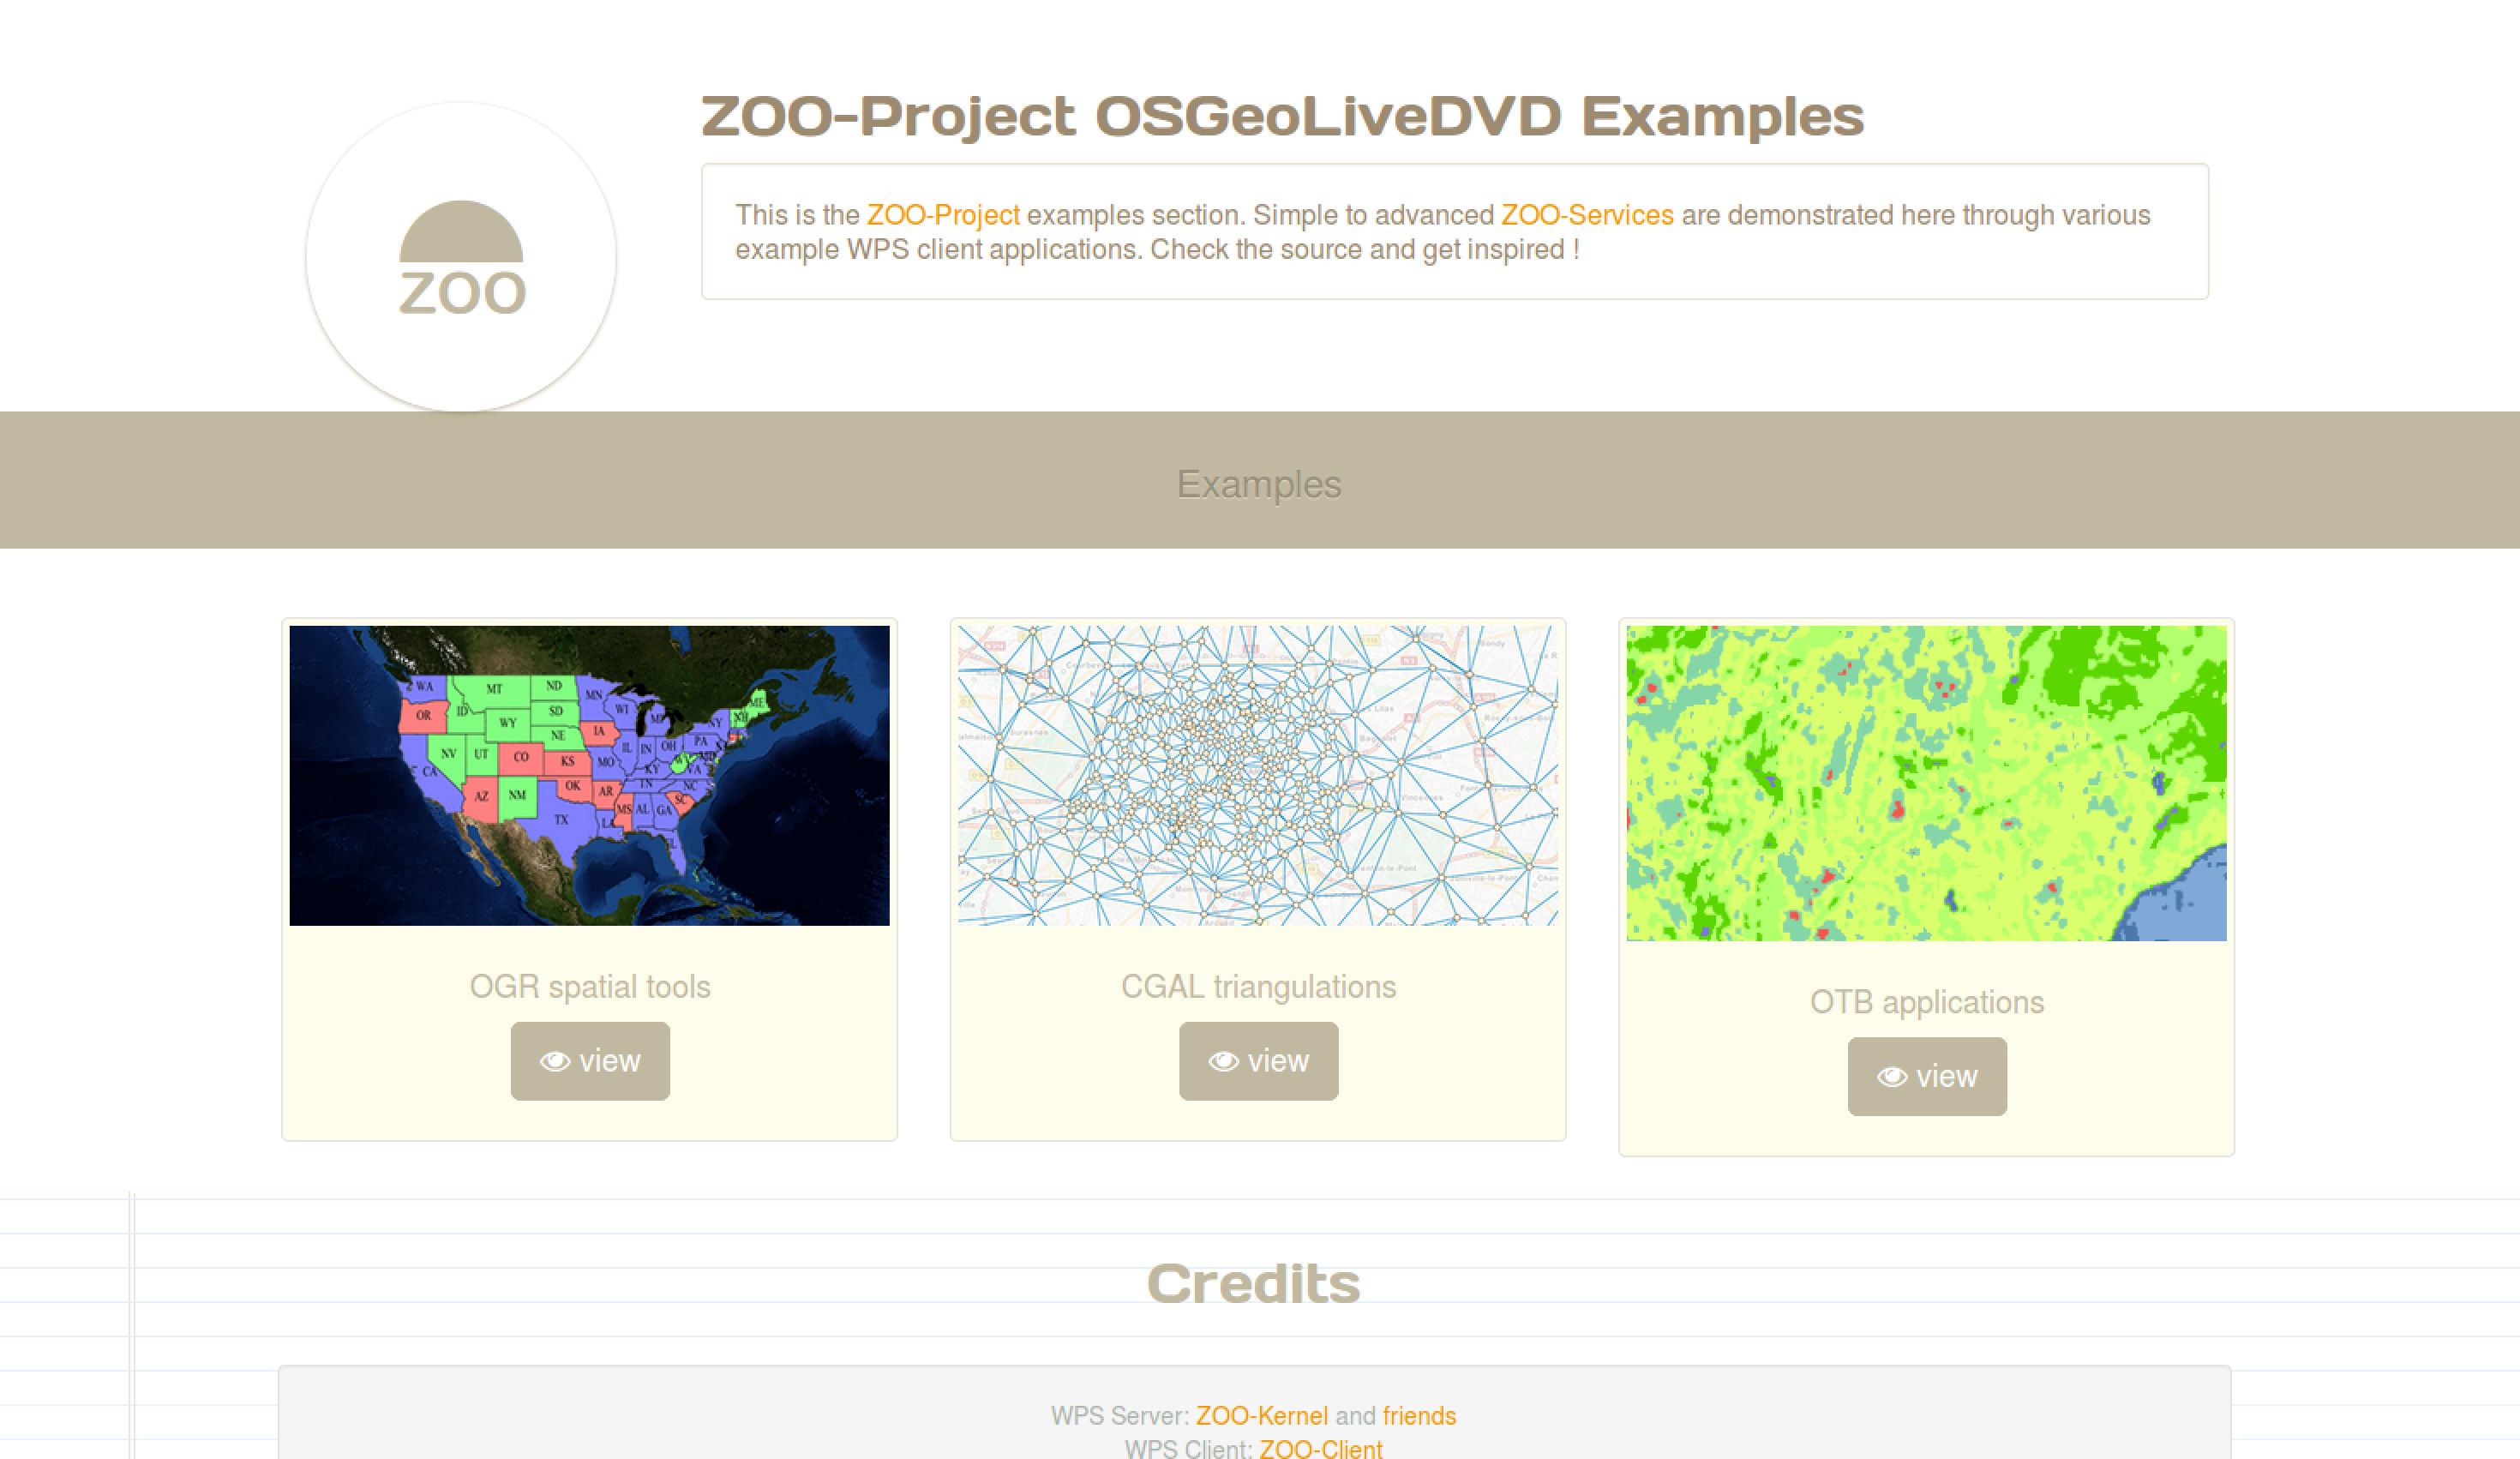 ZOO-Project OSGeoLiveDVD Examples
ZOO
This is the ZOO-Project examples section. Simple to advanced ZOO-Services are demonstrated here through various
example WPS client applications. Check the source and get inspired !
Examples
WA MT ND MN ME
OR ID SD WI NY NH
WY
NE IA PA
NV UT CO KS MO IL IN OH
CA KY VA
AZ NM OK AR TN NC
MS AL GA SC
TX LA
Bondy
Suresnes
Bagnolet
Vincennes
OGR spatial tools
CGAL triangulations
OTB applications
view
view
view
Credits
WPS Server: ZOO-Kernel and friends
WPS Client: ZOO-Client